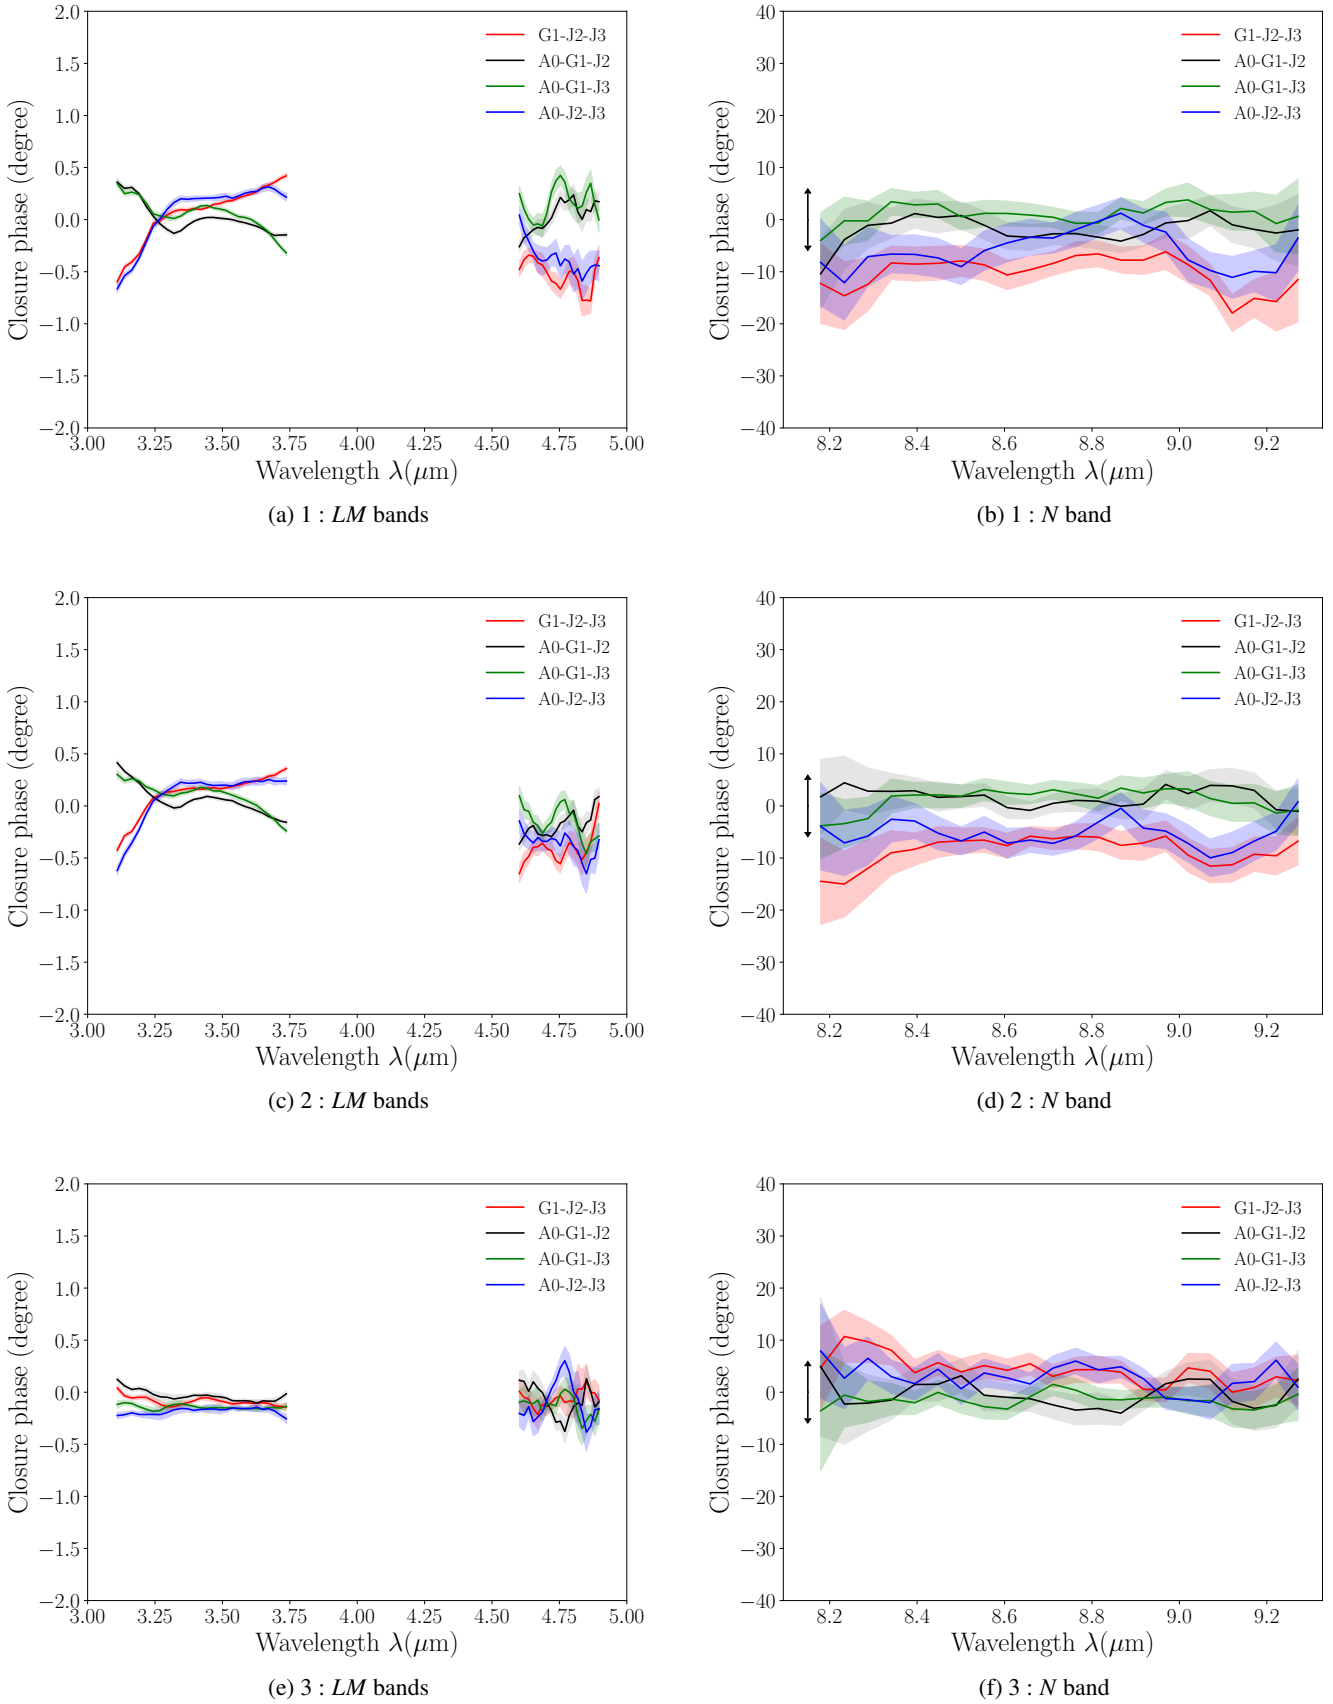 2.0
1.5
1.0
0.5
0.0
−0.5
−1.0
−1.5
−2.0
3.00 3.25 3.50 3.75 4.00 4.25 4.50 4.75 5.00
Closure phase (degree)
Wavelength λ(μm)
G1-J2-J3
A0-G1-J2
A0-G1-J3
A0-J2-J3
(a) 1 : LM bands
40
30
20
10
0
−10
−20
−30
−40
8.2 8.4 8.6 8.8 9.0 9.2
Closure phase (degree)
Wavelength λ(μm)
G1-J2-J3
A0-G1-J2
A0-G1-J3
A0-J2-J3
(b) 1 : N band
2.0
1.5
1.0
0.5
0.0
−0.5
−1.0
−1.5
−2.0
3.00 3.25 3.50 3.75 4.00 4.25 4.50 4.75 5.00
Closure phase (degree)
Wavelength λ(μm)
G1-J2-J3
A0-G1-J2
A0-G1-J3
A0-J2-J3
(c) 2 : LM bands
40
30
20
10
0
−10
−20
−30
−40
8.2 8.4 8.6 8.8 9.0 9.2
Closure phase (degree)
Wavelength λ(μm)
G1-J2-J3
A0-G1-J2
A0-G1-J3
A0-J2-J3
(d) 2 : N band
2.0
1.5
1.0
0.5
0.0
−0.5
−1.0
−1.5
−2.0
3.00 3.25 3.50 3.75 4.00 4.25 4.50 4.75 5.00
Closure phase (degree)
Wavelength λ(μm)
G1-J2-J3
A0-G1-J2
A0-G1-J3
A0-J2-J3
(e) 3 : LM bands
40
30
20
10
0
−10
−20
−30
−40
8.2 8.4 8.6 8.8 9.0 9.2
Closure phase (degree)
Wavelength λ(μm)
G1-J2-J3
A0-G1-J2
A0-G1-J3
A0-J2-J3
(f) 3 : N band